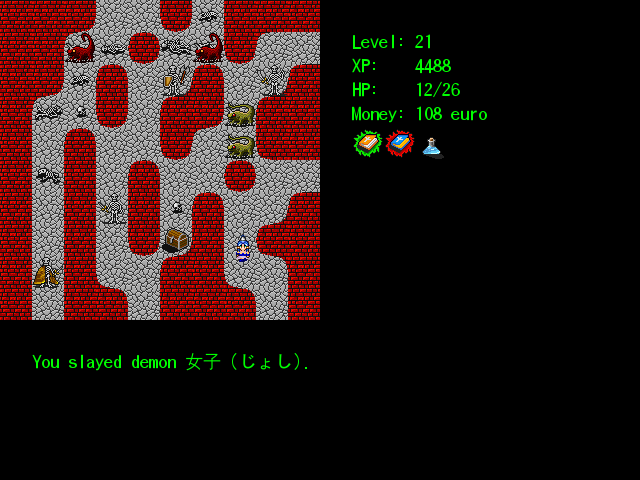 Level: 21
XP: 4488
HP: 12/26
Money: 108 euro
You slayed demon 女子 (じょし).